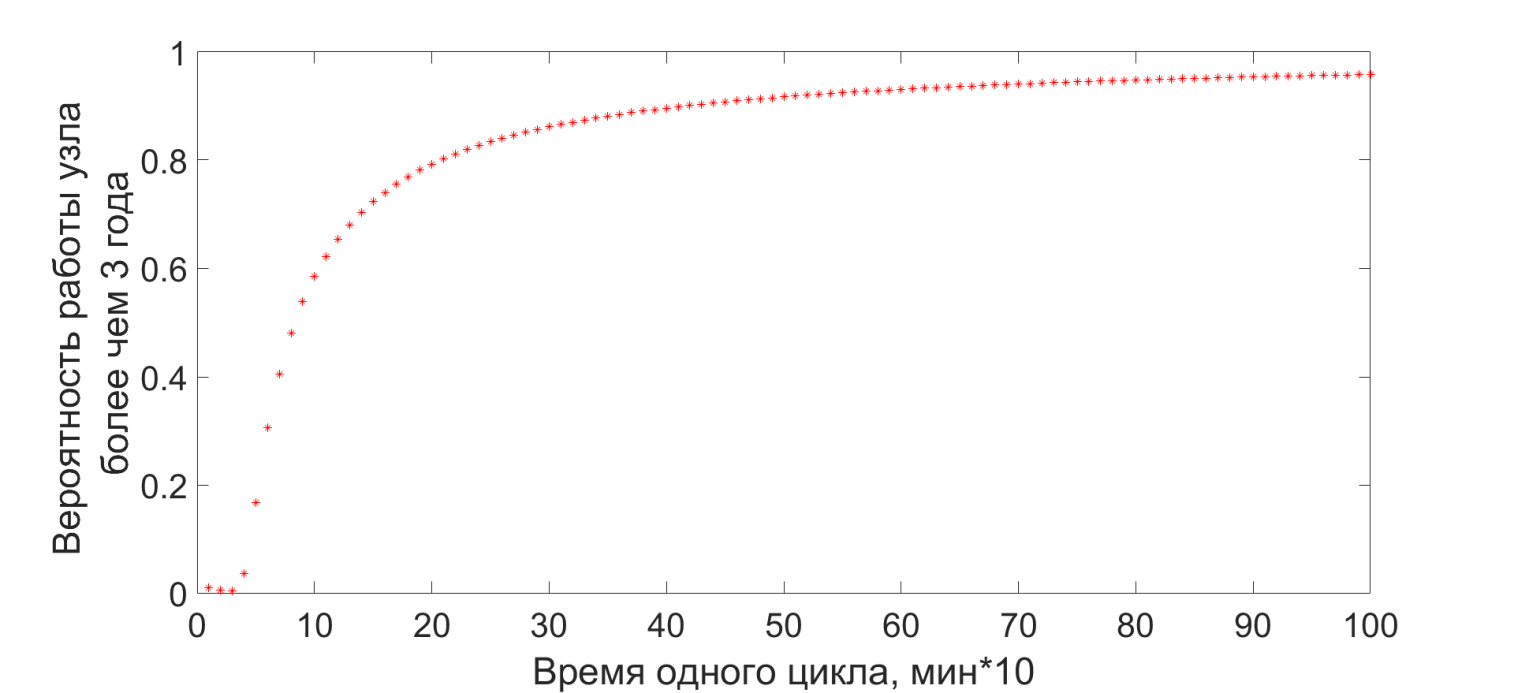 Вероятность работы узла
более чем 3 года
1
0.8
0.6
0.4
0.2
0
0 10 20 30 40 50 60 70 80 90 100
Время одного цикла, мин*10